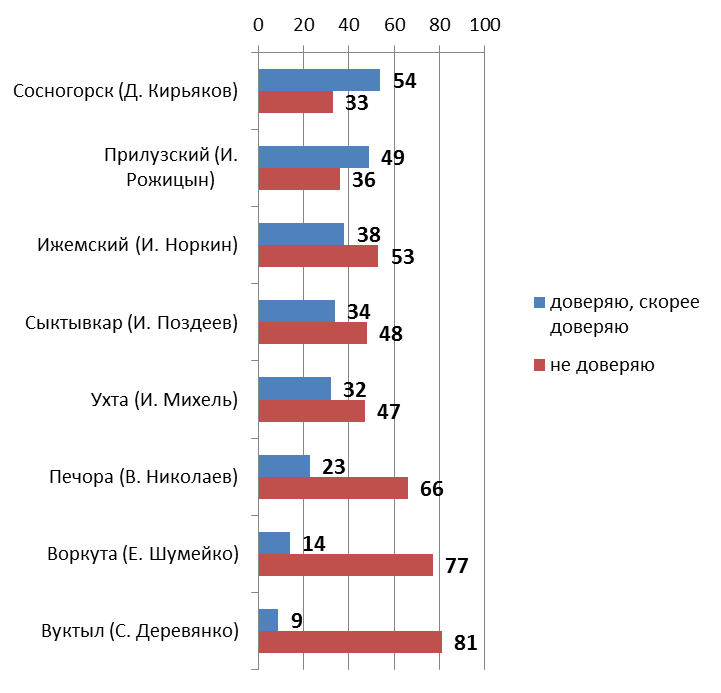 0 20 40 60 80 100
Сосногорск (Д. Кирьяков)
54
33
Прилузский (И.
Рожицын)
49
36
Ижемский (И. Норкин)
38
53
Сыктывкар (И. Поздеев)
34
48
Ухта (И. Михель)
32
47
Печора (В. Николаев)
23
66
Воркута (Е. Шумейко)
14
77
Вуктыл (С. Деревянко)
9
81
доверяю, скорее
доверяю
не доверяю